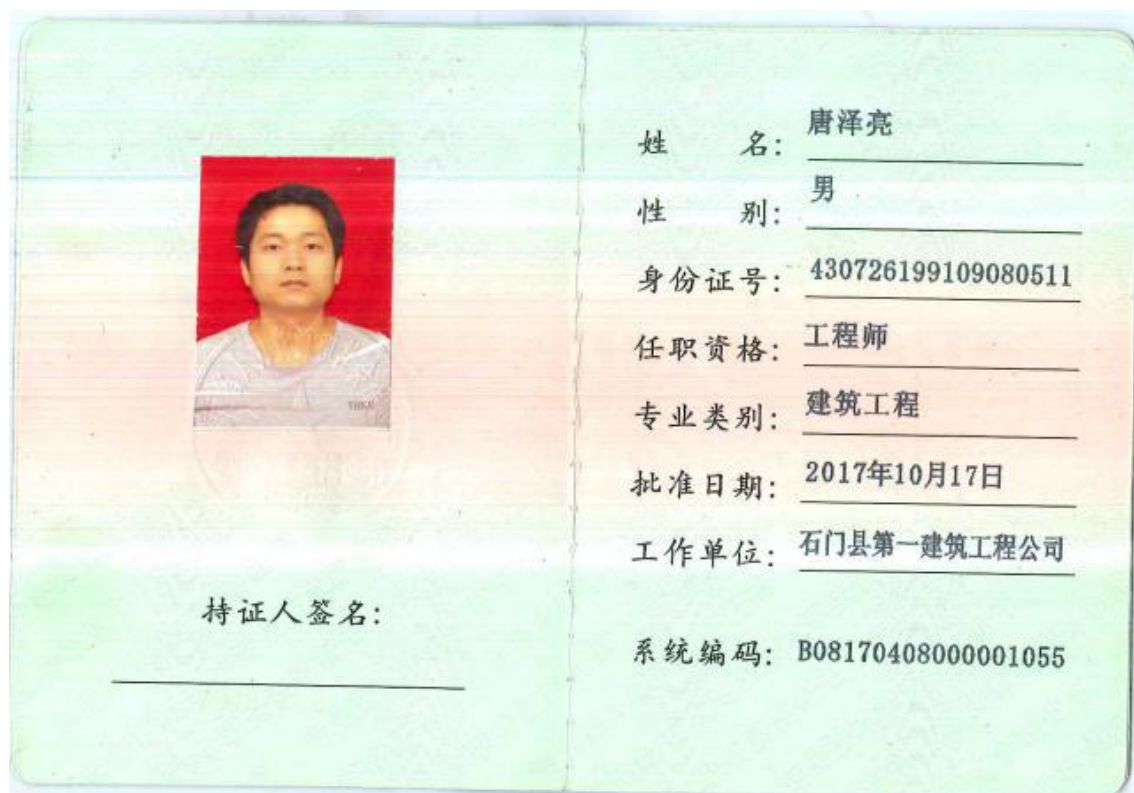 姓 名: 唐泽亮
性 别: 男
身份证号: 430726199109080511
任职资格: 工程师
专业类别: 建筑工程
批准日期: 2017年10月17日
工作单位: 石门县第一建筑工程公司
持证人签名:
系统编码: B08170408000001055